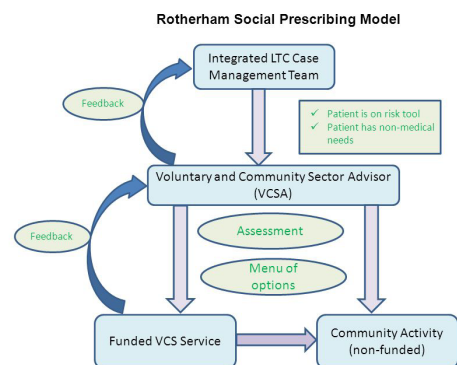 Rotherham Social Prescribing Model
Integrated LTC Case
Management Team
Feedback
✓ Patient is on risk tool
✓ Patient has non-medical
needs
Voluntary and Community Sector Advisor
(VCSA)
Assessment
Feedback
Menu of
options
Funded VCS Service
Community Activity
(non-funded)